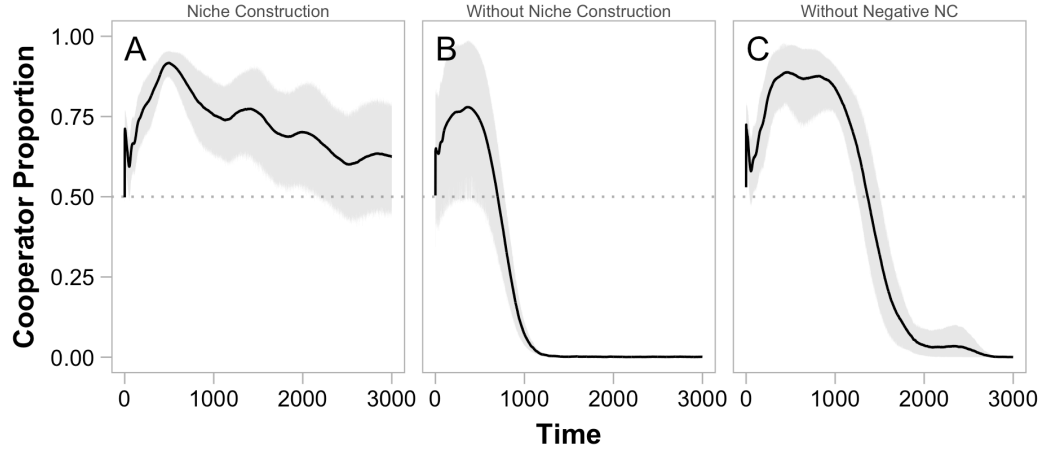 Niche Construction
Without Niche Construction
Without Negative NC
A
B
C
Cooperator Proportion
1.00
0.75
0.50
0.25
0.00
0 1000 2000 3000
0 1000 2000 3000
0 1000 2000 3000
Time